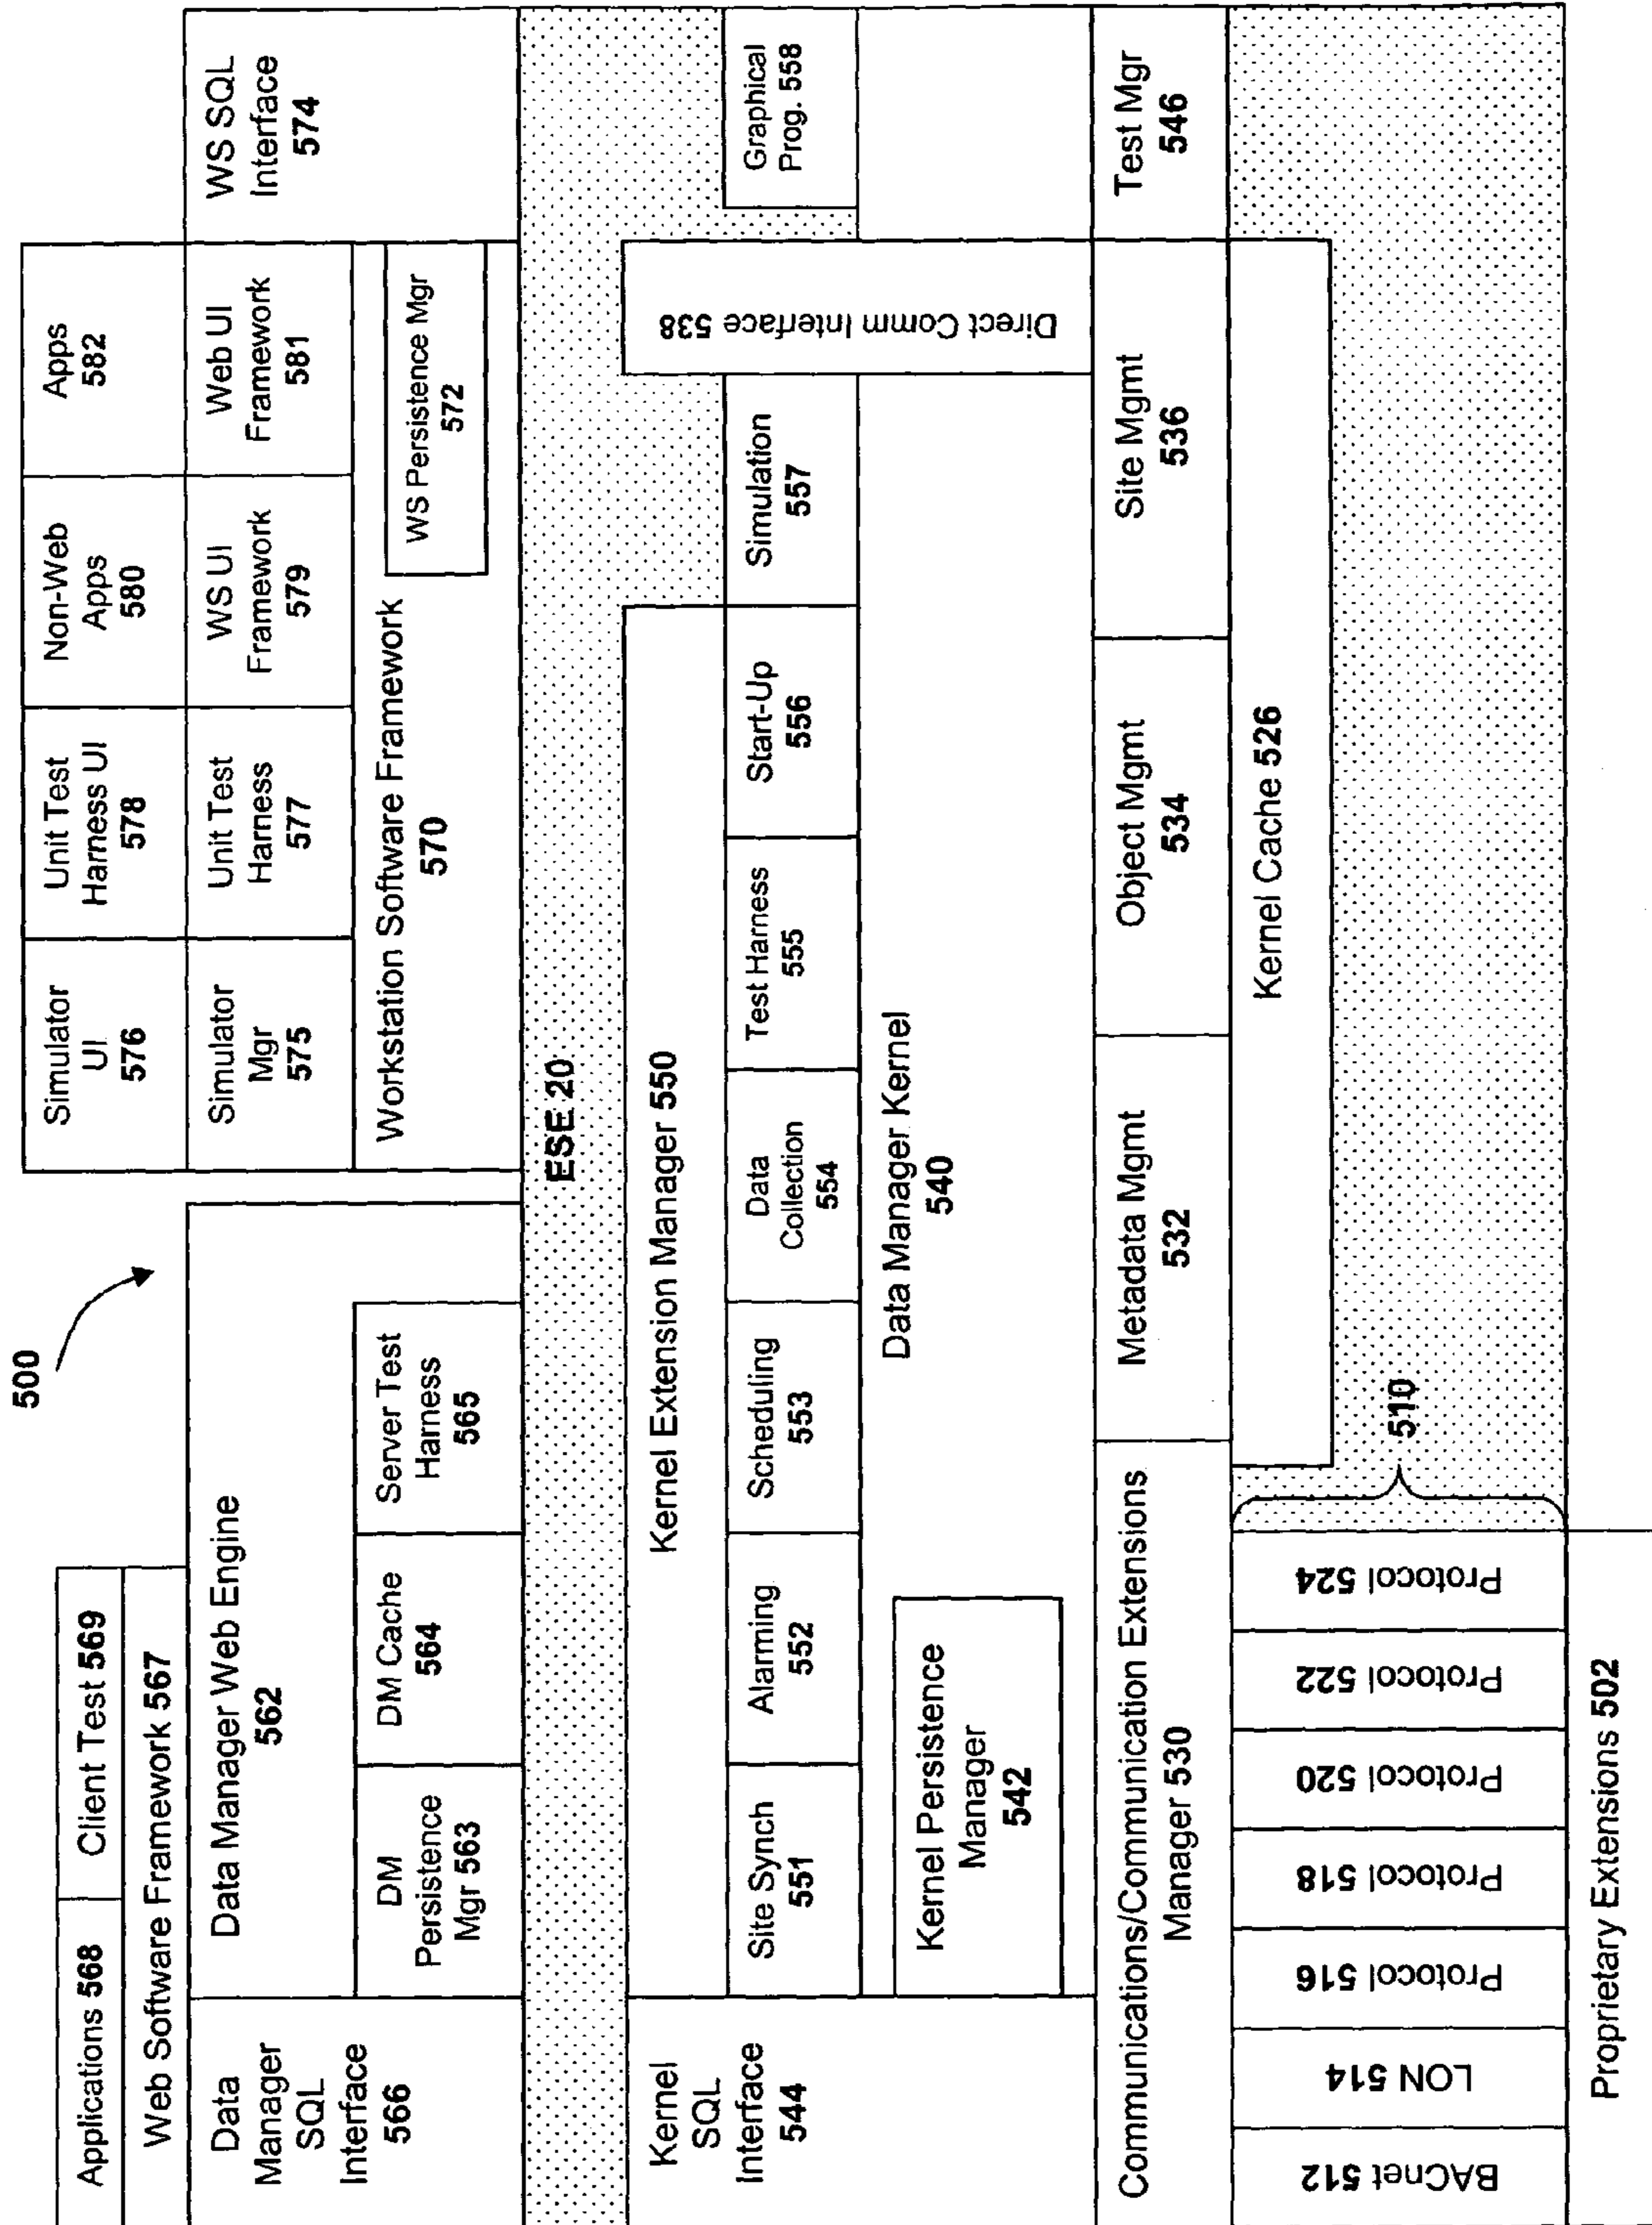 500
Applications 568
Client Test 569
Web Software Framework 567
Data
Manager
SQL
Interface
566
Data Manager Web Engine
562
DM
Persistence
Mgr 563
DM Cache
564
Server Test
Harness
565
Simulator
UI
576
Unit Test
Harness UI
578
Non-Web
Apps
580
Apps
582
Simulator
Mgr
575
Unit Test
Harness
577
WS UI
Framework
579
Web UI
Framework
581
WS SQL
Interface
574
Workstation Software Framework
570
WS Persistence Mgr
572
ESE 20
Kernel
SQL
Interface
544
Kernel Extension Manager 550
Site Synch
551
Alarming
552
Scheduling
553
Data
Collection
554
Test Harness
555
Start-Up
556
Simulation
557
Direct Comm Interface 538
Graphical
Prog. 558
Kernel Persistence
Manager
542
Data Manager Kernel
540
Communications/Communication Extensions
Manager 530
Metadata Mgmt
532
Object Mgmt
534
Site Mgmt
536
Test Mgr
546
Kernel Cache 526
BACnet 512
LON 514
Protocol 516
Protocol 518
Protocol 520
Protocol 522
Protocol 524
510
Proprietary Extensions 502